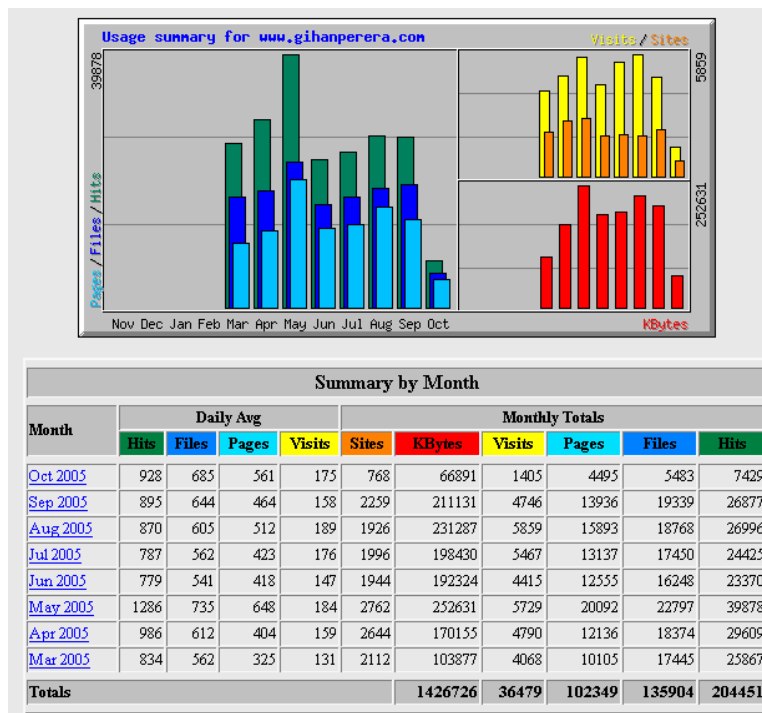 Usage summary for www.gihanperera.com
Visits / Sites
39878
5859
Pages / Files / Hits
252631
Nov Dec Jan Feb Mar Apr May Jun Jul Aug Sep Oct
KBytes
Summary by Month
Month Daily Avg Monthly Totals
Hits Files Pages Visits Sites KBytes Visits Pages Files Hits
Oct 2005 928 685 561 175 768 66891 1405 4495 5483 7429
Sep 2005 895 644 464 158 2259 211131 4746 13936 19339 26877
Aug 2005 870 605 512 189 1926 231287 5859 15893 18768 26996
Jul 2005 787 562 423 176 1996 198430 5467 13137 17450 24425
Jun 2005 779 541 418 147 1944 192324 4415 12555 16248 23370
May 2005 1286 735 648 184 2762 252631 5729 20092 22797 39878
Apr 2005 986 612 404 159 2644 170155 4790 12136 18374 29609
Mar 2005 834 562 325 131 2112 103877 4068 10105 17445 25867
Totals 1426726 36479 102349 135904 204451